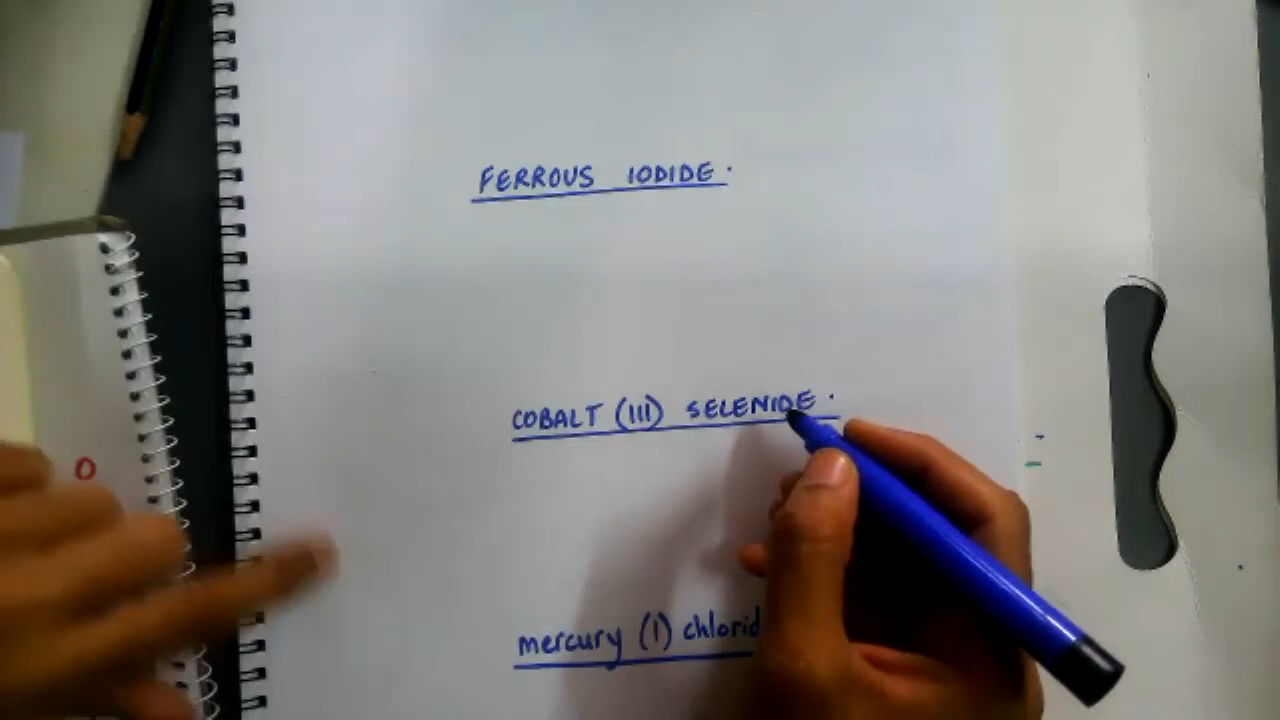 FERROUS IODIDE.
COBALT (III) SELENIDE.
mercury (I) chlorid
O